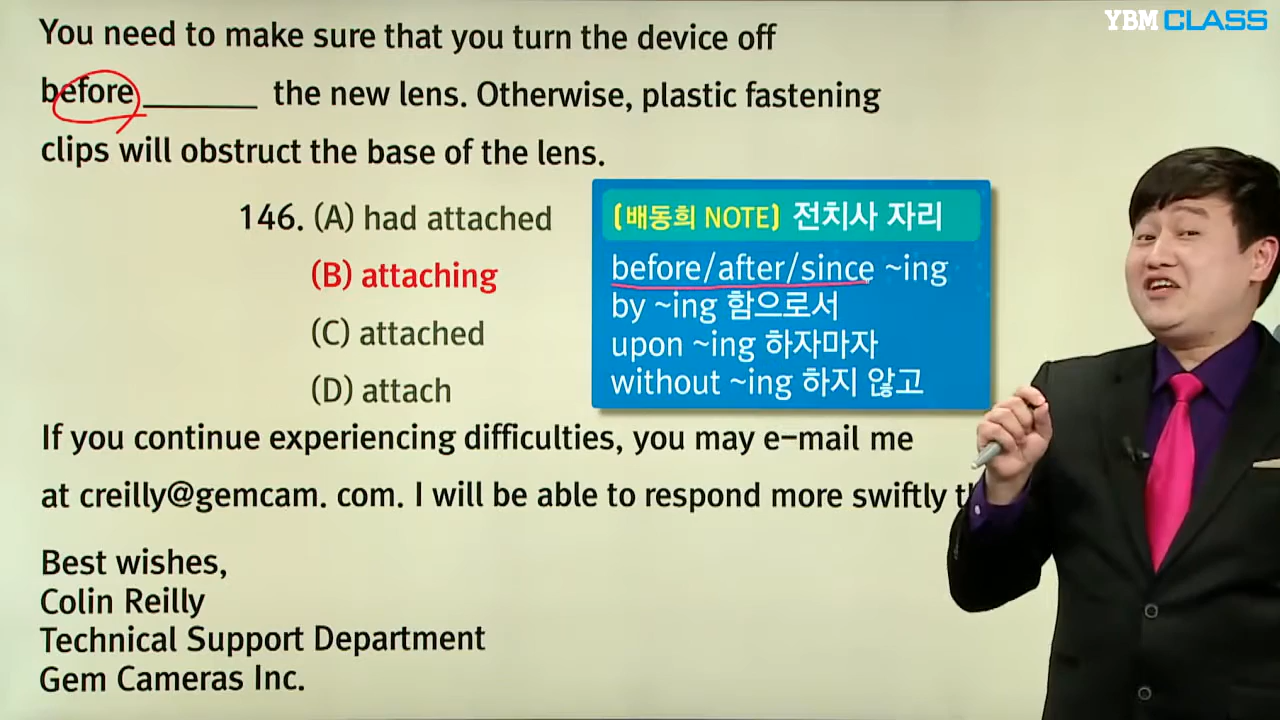 YBM CLASS
You need to make sure that you turn the device off
before ______ the new lens. Otherwise, plastic fastening
clips will obstruct the base of the lens.
146. (A) had attached
(B) attaching
(C) attached
(D) attach
[배동희 NOTE] 전치사 자리
before/after/since ~ing
by ~ing 함으로서
upon ~ing 하자마자
without ~ing 하지 않고
If you continue experiencing difficulties, you may e-mail me
at creilly@gemcam. com. I will be able to respond more swiftly
Best wishes,
Colin Reilly
Technical Support Department
Gem Cameras Inc.